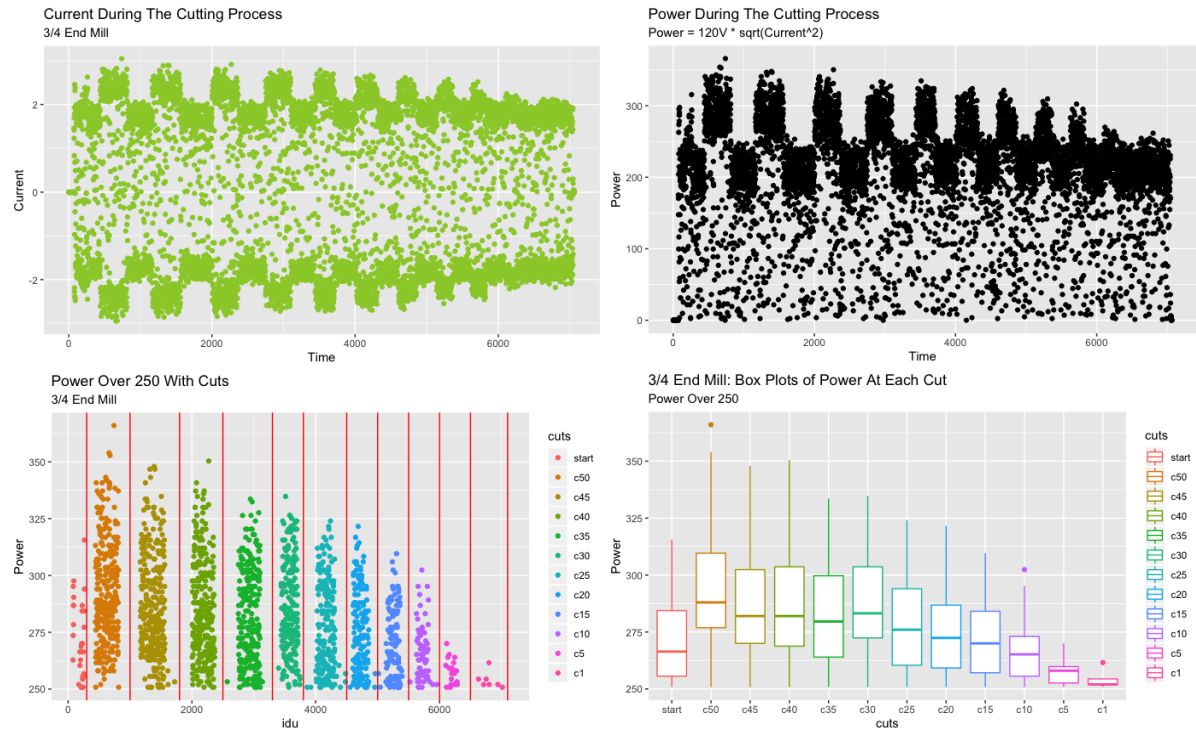 Current During The Cutting Process
3/4 End Mill
Current
2
0
-2
0
2000
4000
6000
Time
Power During The Cutting Process
Power = 120V * sqrt(Current^2)
Power
300
200
100
0
0
2000
4000
6000
Time
Power Over 250 With Cuts
3/4 End Mill
Power
350
325
300
275
250
0
2000
4000
6000
idu
cuts
start
c50
c45
c40
c35
c30
c25
c20
c15
c10
c5
c1
3/4 End Mill: Box Plots of Power At Each Cut
Power Over 250
Power
350
325
300
275
250
start
c50
c45
c40
c35
c30
c25
c20
c15
c10
c5
c1
cuts
cuts
start
c50
c45
c40
c35
c30
c25
c20
c15
c10
c5
c1